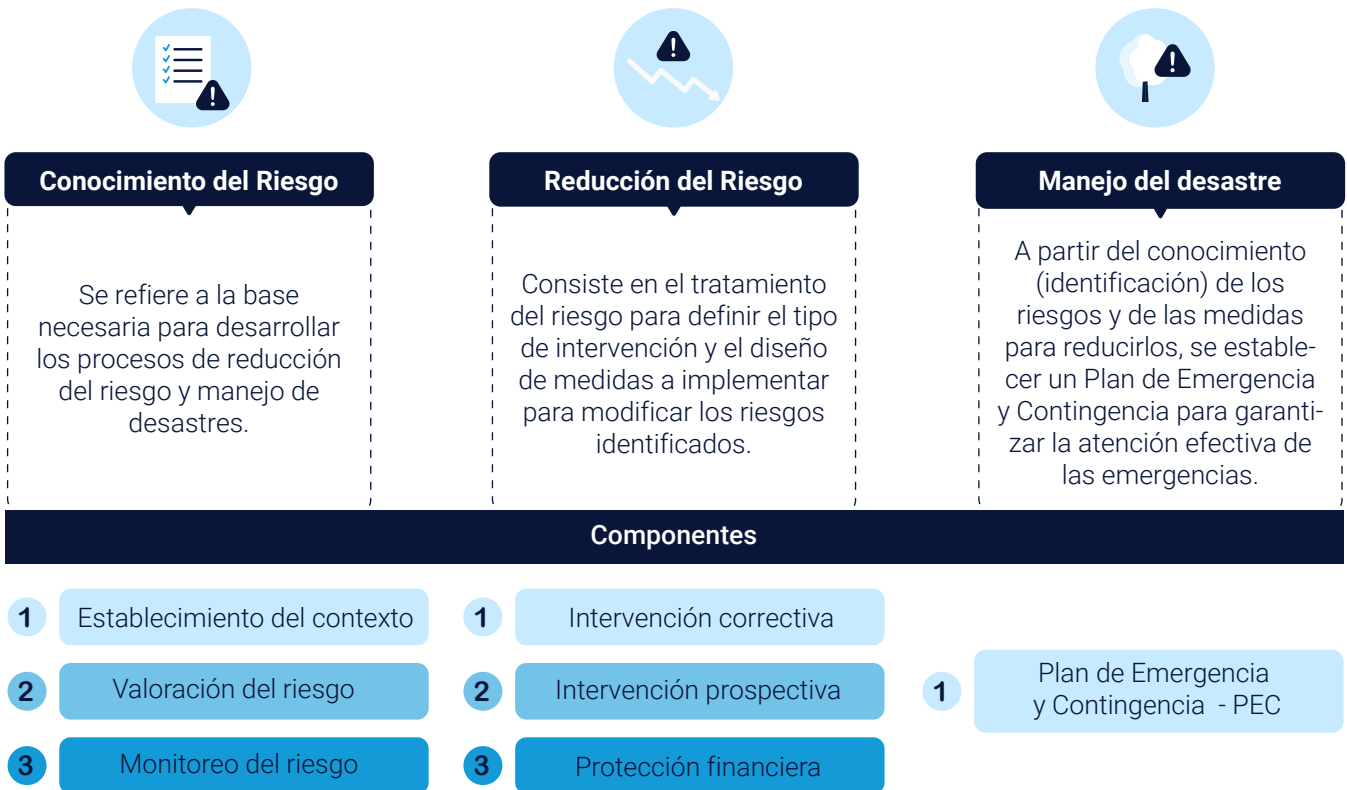 Conocimiento del Riesgo
Se refiere a la base
necesaria para desarrollar
los procesos de reducción
del riesgo y manejo de
desastres.
Reducción del Riesgo
Consiste en el tratamiento
del riesgo para definir el tipo
de intervención y el diseño
de medidas a implementar
para modificar los riesgos
identificados.
Manejo del desastre
A partir del conocimiento
(identificación) de los
riesgos y de las medidas
para reducirlos, se estable-
cer un Plan de Emergencia
y Contingencia para garanti-
zar la atención efectiva de
las emergencias.
Componentes
1 Establecimiento del contexto
2 Valoración del riesgo
3 Monitoreo del riesgo
1 Intervención correctiva
2 Intervención prospectiva
3 Protección financiera
1 Plan de Emergencia
y Contingencia - PEC